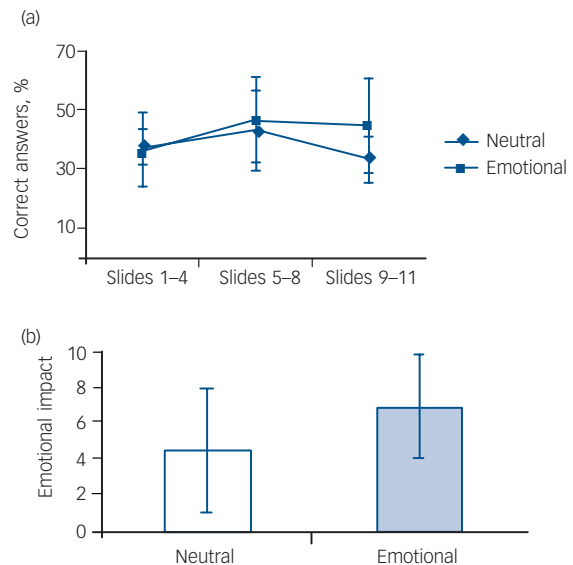 (a)
70
50
30
10
Correct answers, %
Neutral
Emotional
Slides 1–4
Slides 5–8
Slides 9–11
(b)
10
8
6
4
2
0
Emotional impact
Neutral
Emotional